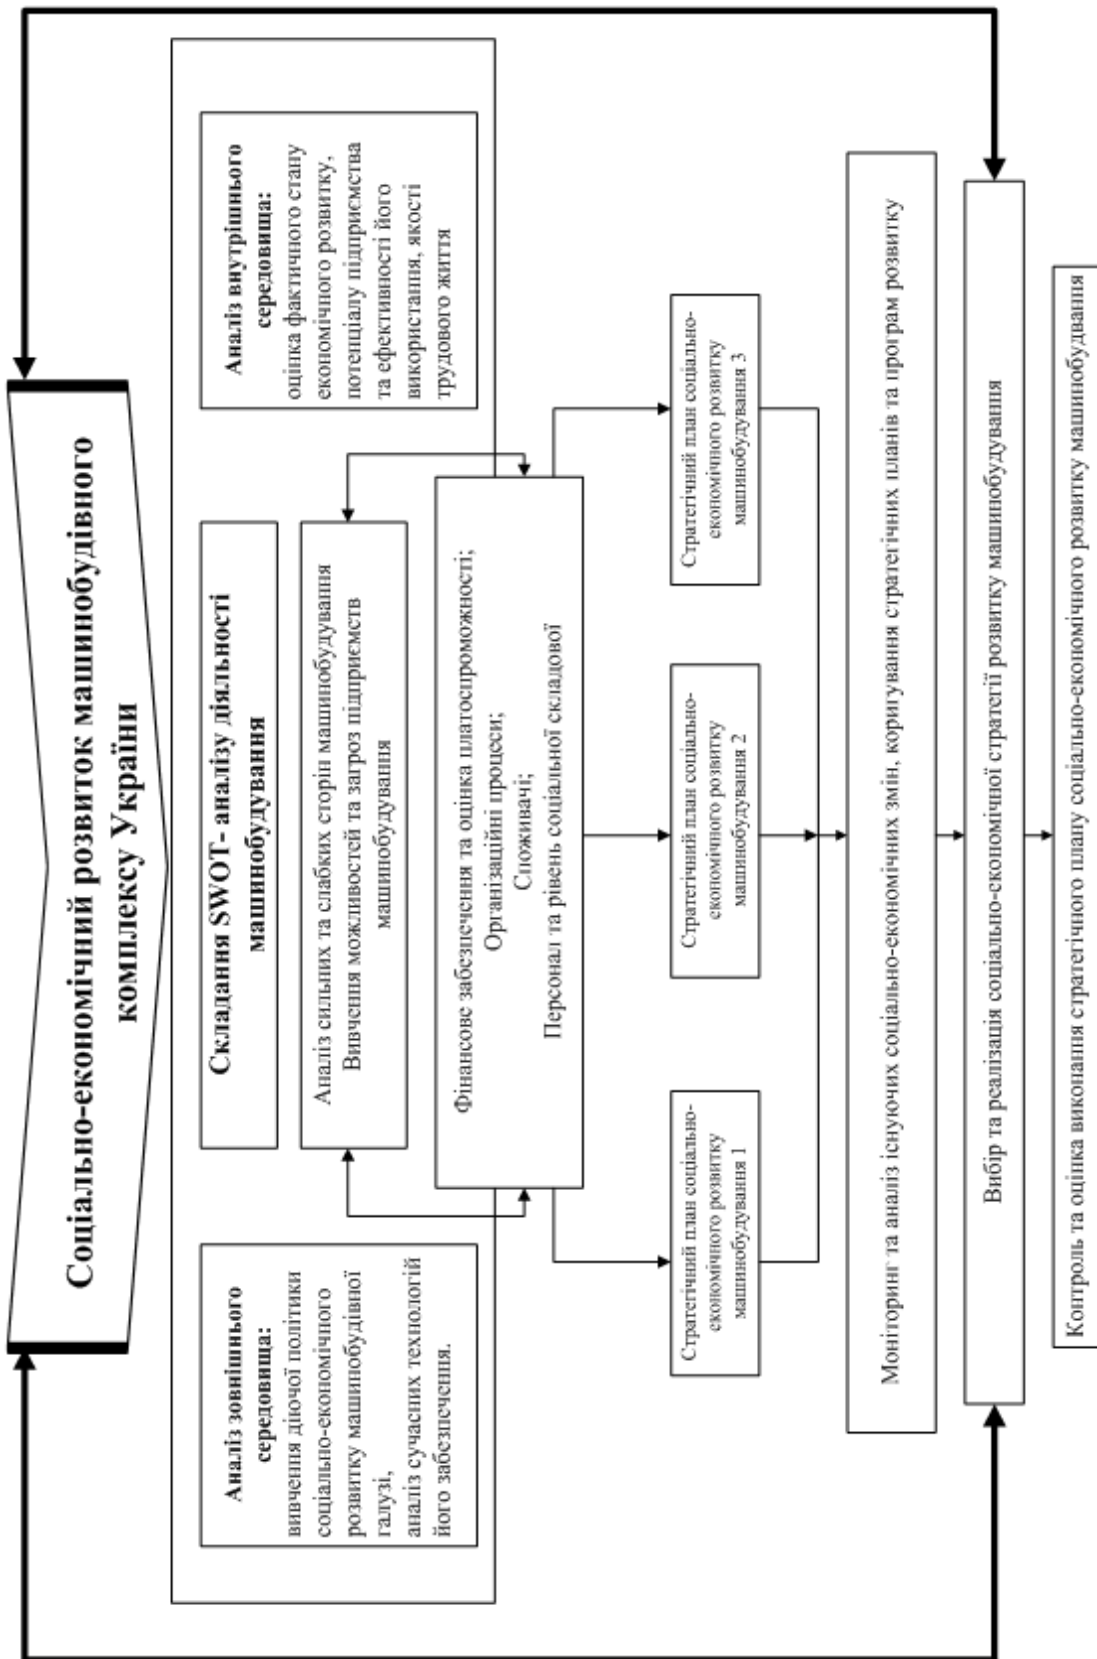 Соціально-економічний розвиток машинобудівного
комплексу України
Аналіз зовнішнього
середовища:
вивчення діючої політики
соціально-економічного
розвитку машинобудівної
галузі,
аналіз сучасних технологій
його забезпечення.
Складання SWOT- аналізу діяльності
машинобудування
Аналіз сильних та слабких сторін машинобудування
Вивчення можливостей та загроз підприємств
машинобудування
Аналіз внутрішнього
середовища:
оцінка фактичного стану
економічного розвитку,
потенціалу підприємства
та ефективності його
використання, якості
трудового життя
Фінансове забезпечення та оцінка платоспроможності;
Організаційні процеси;
Споживачі;
Персонал та рівень соціальної складової
Стратегічний план соціально-
економічного розвитку
машинобудування 1
Стратегічний план соціально-
економічного розвитку
машинобудування 2
Стратегічний план соціально-
економічного розвитку
машинобудування 3
Моніторинг та аналіз існуючих соціально-економічних змін, коригування стратегічних планів та програм розвитку
Вибір та реалізація соціально-економічної стратегії розвитку машинобудування
Контроль та оцінка виконання стратегічного плану соціально-економічного розвитку машинобудвання